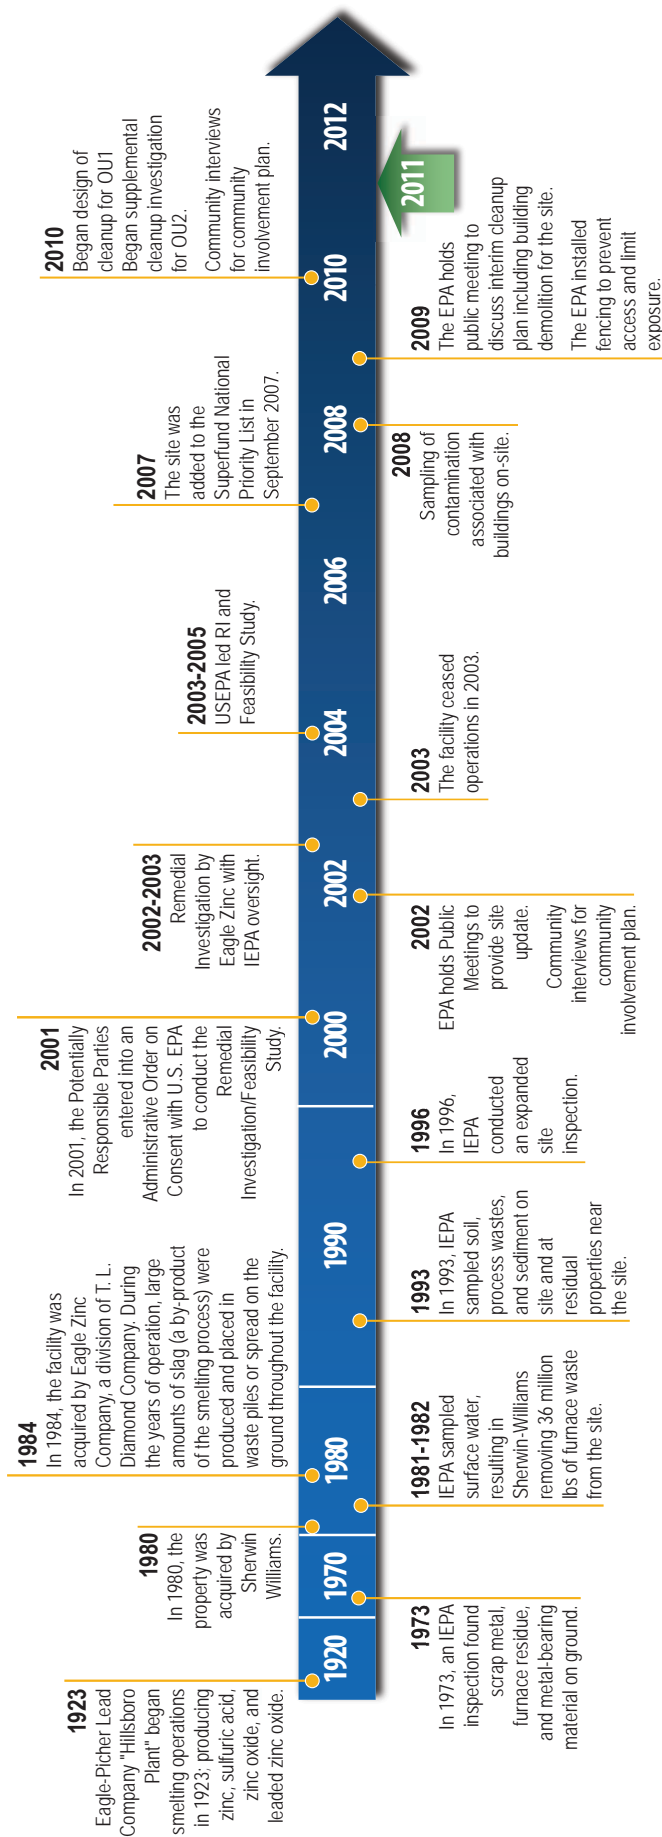 1923
Eagle-Picher Lead
Company "Hillsboro
Plant" began
smelting operations
in 1923; producing
zinc, sulfuric acid,
zinc oxide, and
leaded zinc oxide.
1980
In 1980, the
property was
acquired by
Sherwin
Williams.
1984
In 1984, the facility was
acquired by Eagle Zinc
Company, a division of T. L.
Diamond Company. During
the years of operation, large
amounts of slag (a by-product
of the smelting process) were
produced and placed in
waste piles or spread on the
ground throughout the facility.
2001
In 2001, the Potentially
Responsible Parties
entered into an
Administrative Order on
Consent with U.S. EPA
to conduct the
Remedial
Investigation/Feasibility
Study.
2002-2003
Remedial
Investigation by
Eagle Zinc with
IEPA oversight.
2003-2005
USEPA led RI and
Feasibility Study.
2007
The site was
added to the
Superfund National
Priority List in
September 2007.
2010
Began design of
cleanup for OU1
Began supplemental
cleanup investigation
for OU2.
Community interviews
for community
involvement plan.
1920
1970
1980
1990
2000
2002
2004
2006
2008
2010
2012
2011
1973
In 1973, an IEPA
inspection found
scrap metal,
furnace residue,
and metal-bearing
material on ground.
1981-1982
IEPA sampled
surface water,
resulting in
Sherwin-Williams
removing 36 million
lbs of furnace waste
from the site.
1993
In 1993, IEPA
sampled soil,
process wastes,
and sediment on
site and at
residual
properties near
the site.
1996
In 1996,
IEPA
conducted
an expanded
site
inspection.
2002
EPA holds Public
Meetings to
provide site
update.
Community
interviews for
community
involvement plan.
2003
The facility ceased
operations in 2003.
2008
Sampling of
contamination
associated with
buildings on-site.
2009
The EPA holds
public meeting to
discuss interim cleanup
plan including building
demolition for the site.
The EPA installed
fencing to prevent
access and limit
exposure.